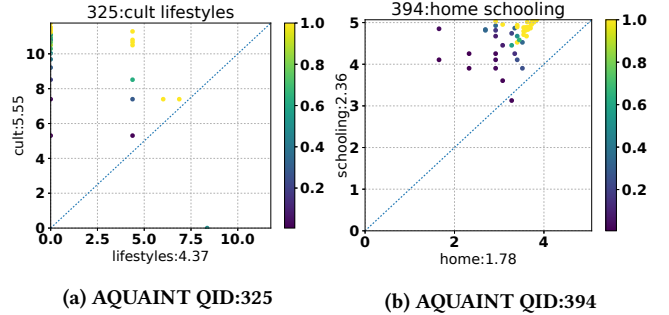 325:cult lifestyles
cult:5.55
10
8
6
4
2
0
0.0 2.5 5.0 7.5 10.0
lifestyles:4.37
1.0
0.8
0.6
0.4
0.2
(a) AQUAINT QID:325
394:home schooling
schooling:2.36
5
4
3
2
1
0
0 2 4
home:1.78
1.0
0.8
0.6
0.4
0.2
(b) AQUAINT QID:394